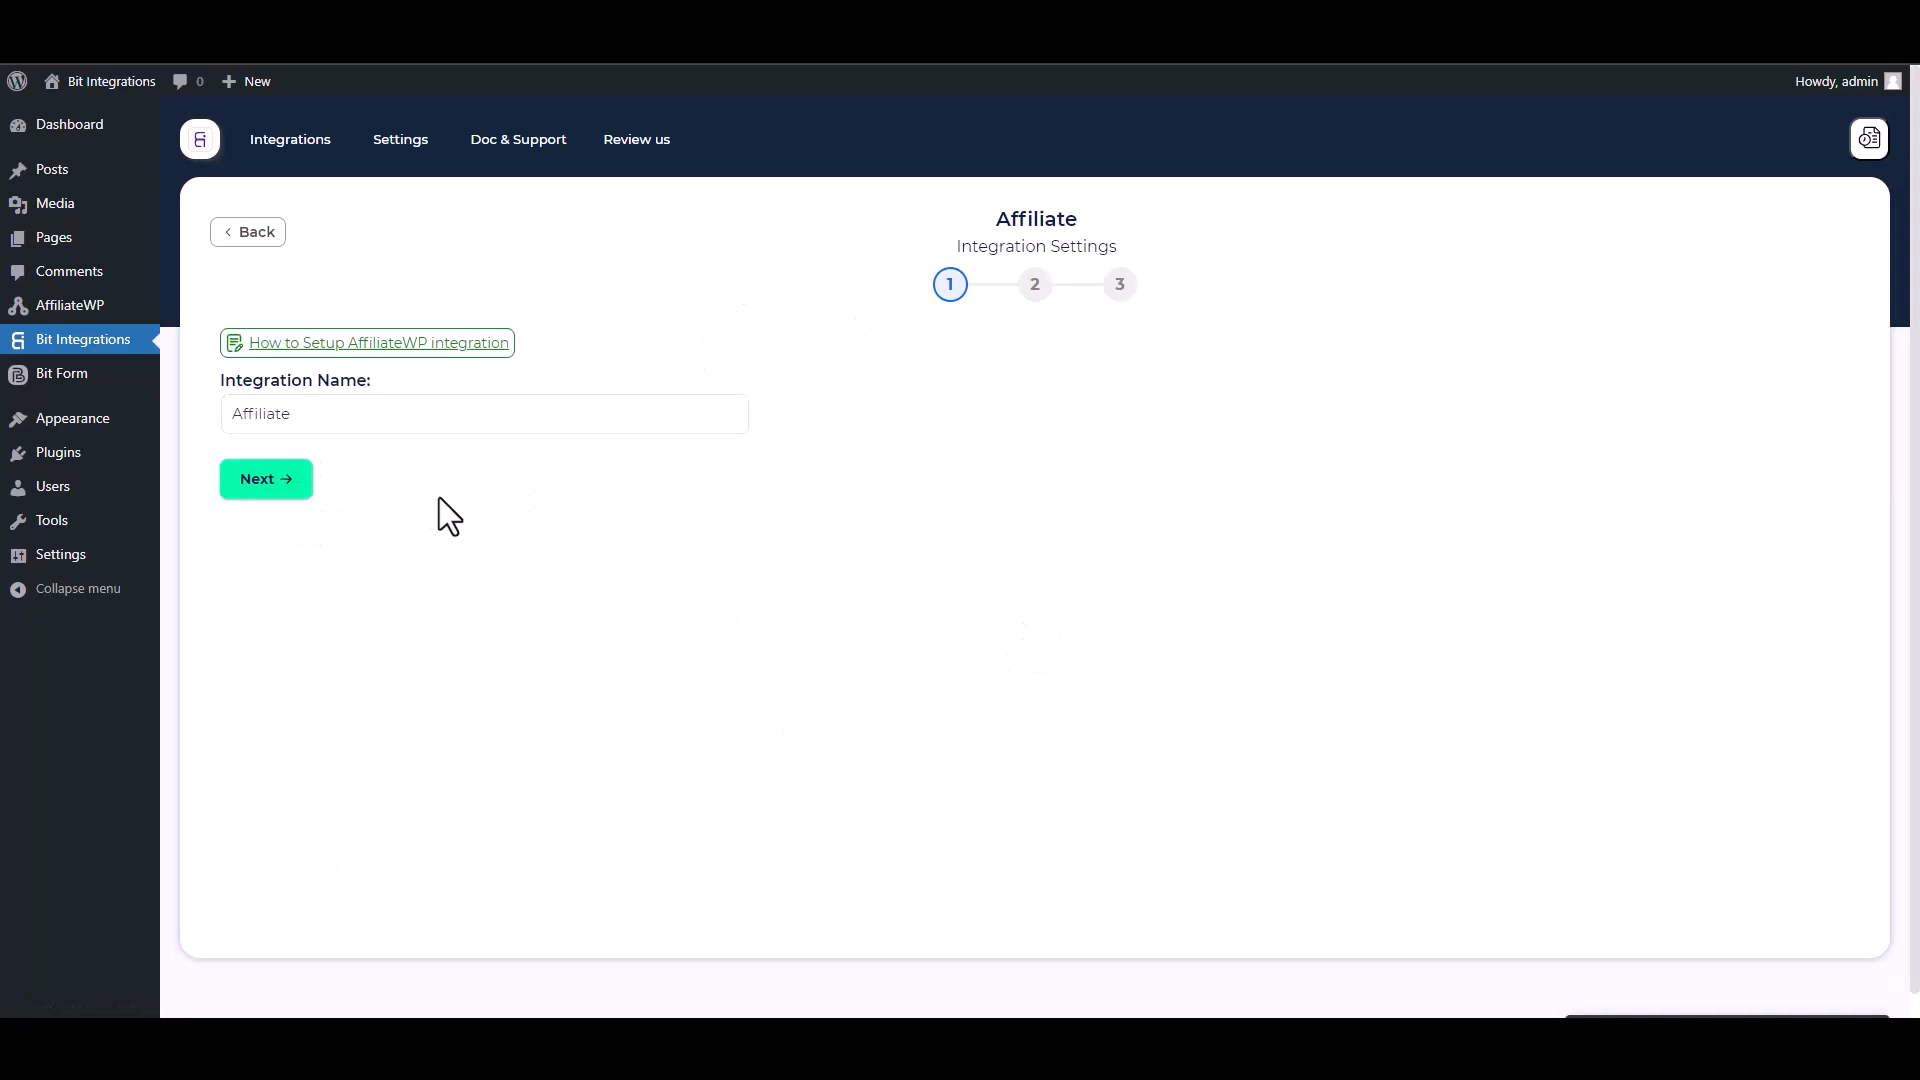 Bit Integrations 0 New Howdy, admin
Dashboard
Posts
Media
Pages
Comments
AffiliateWP
Bit Integrations
Bit Form
Appearance
Plugins
Users
Tools
Settings
Collapse menu
Integrations Settings Doc & Support Review us
Back
Affiliate
Integration Settings
1 2 3
How to Setup AffiliateWP integration
Integration Name:
Affiliate
Next →